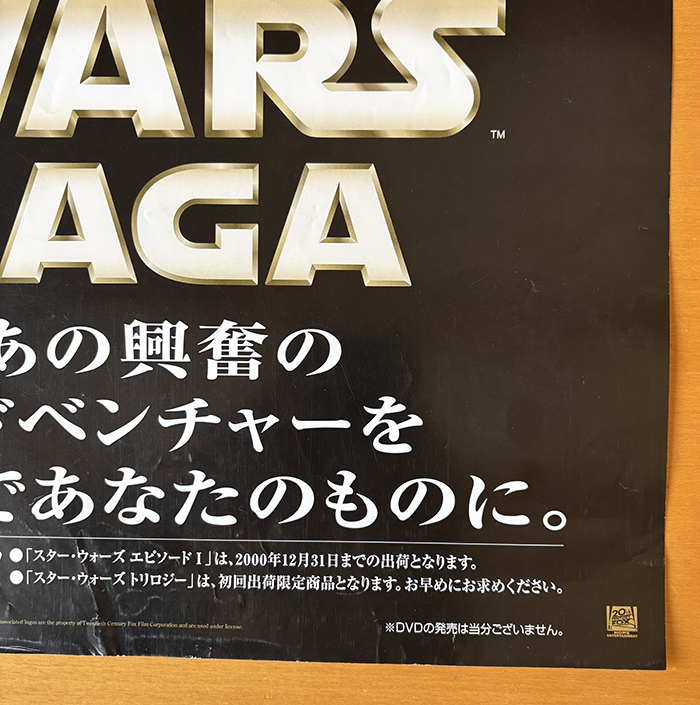 WARS
TM
AGA
あの興奮の
ドベンチャーを
であなたのものに。
●「スター・ウォーズ エピソードⅠ」は、2000年12月31日までの出荷となります。
●「スター・ウォーズ トリロジー」は、初回出荷限定商品となります。お早めにお求めください。
associated logos are the property of Twentieth Century Fox Film Corporation and are used under license.
※DVDの発売は当分ございません。
20th
CENTURY
FOX
HOME
ENTERTAINMENT